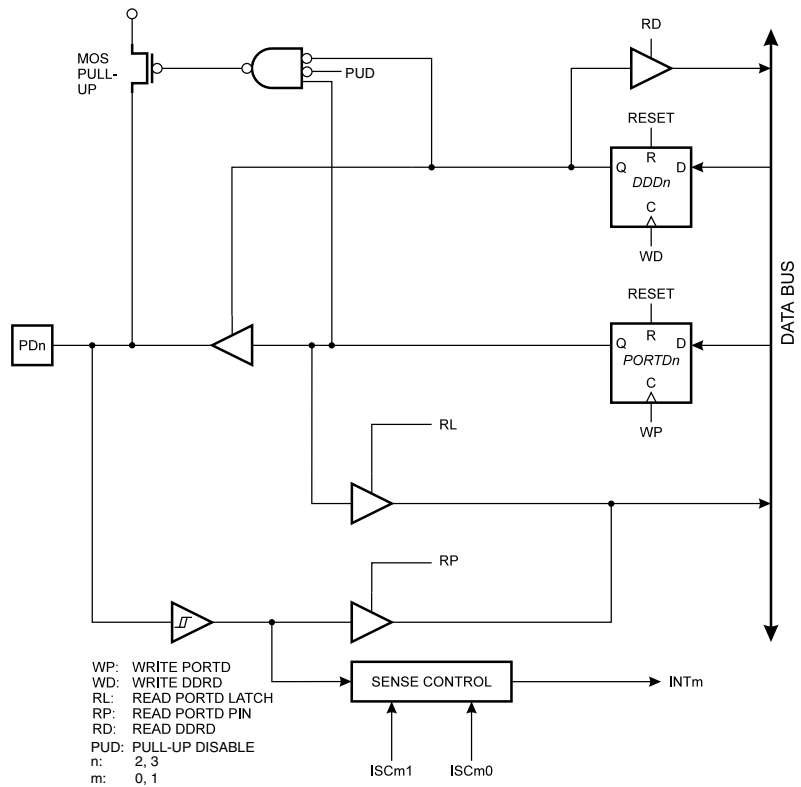 RD
MOS
PULL-
UP
PUD
RESET
R
Q
D
DDDn
C
WD
DATA BUS
RESET
PDn
R
Q
D
PORTDn
C
WP
RL
RP
WP: WRITE PORTD
WD: WRITE DDRD
RL: READ PORTD LATCH
RP: READ PORTD PIN
RD: READ DDRD
PUD: PULL-UP DISABLE
n: 2, 3
m: 0, 1
SENSE CONTROL
INTm
ISCm1
ISCm0